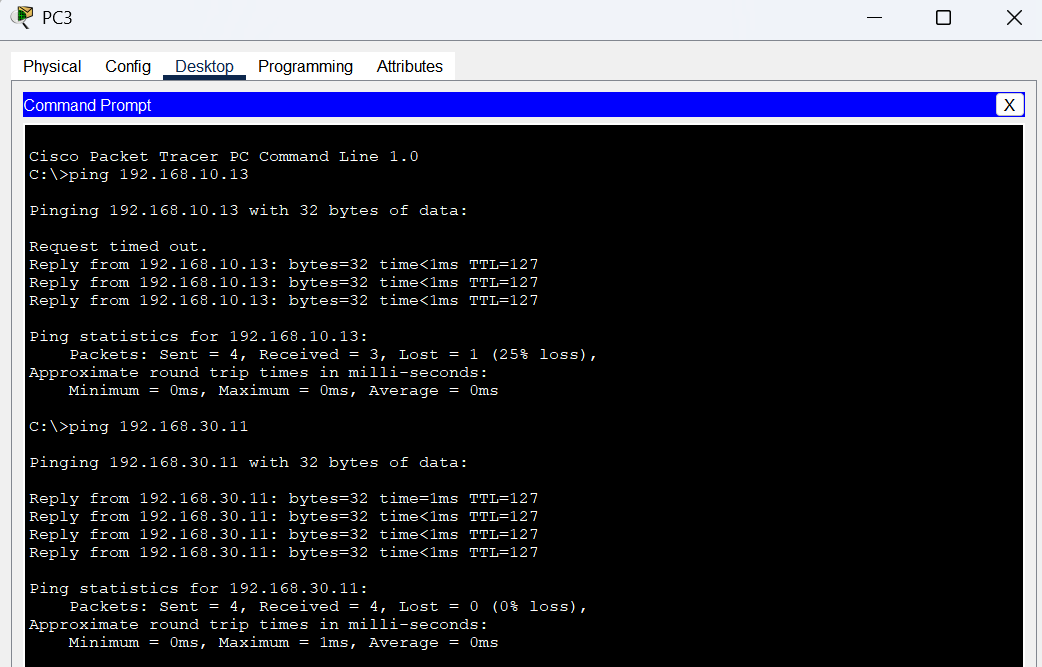 PC3
Physical Config Desktop Programming Attributes
Command Prompt X
Cisco Packet Tracer PC Command Line 1.0
C:\>ping 192.168.10.13
Pinging 192.168.10.13 with 32 bytes of data:
Request timed out.
Reply from 192.168.10.13: bytes=32 time<1ms TTL=127
Reply from 192.168.10.13: bytes=32 time<1ms TTL=127
Reply from 192.168.10.13: bytes=32 time<1ms TTL=127
Ping statistics for 192.168.10.13:
    Packets: Sent = 4, Received = 3, Lost = 1 (25% loss),
Approximate round trip times in milli-seconds:
    Minimum = 0ms, Maximum = 0ms, Average = 0ms
C:\>ping 192.168.30.11
Pinging 192.168.30.11 with 32 bytes of data:
Reply from 192.168.30.11: bytes=32 time=1ms TTL=127
Reply from 192.168.30.11: bytes=32 time<1ms TTL=127
Reply from 192.168.30.11: bytes=32 time<1ms TTL=127
Reply from 192.168.30.11: bytes=32 time<1ms TTL=127
Ping statistics for 192.168.30.11:
    Packets: Sent = 4, Received = 4, Lost = 0 (0% loss),
Approximate round trip times in milli-seconds:
    Minimum = 0ms, Maximum = 1ms, Average = 0ms